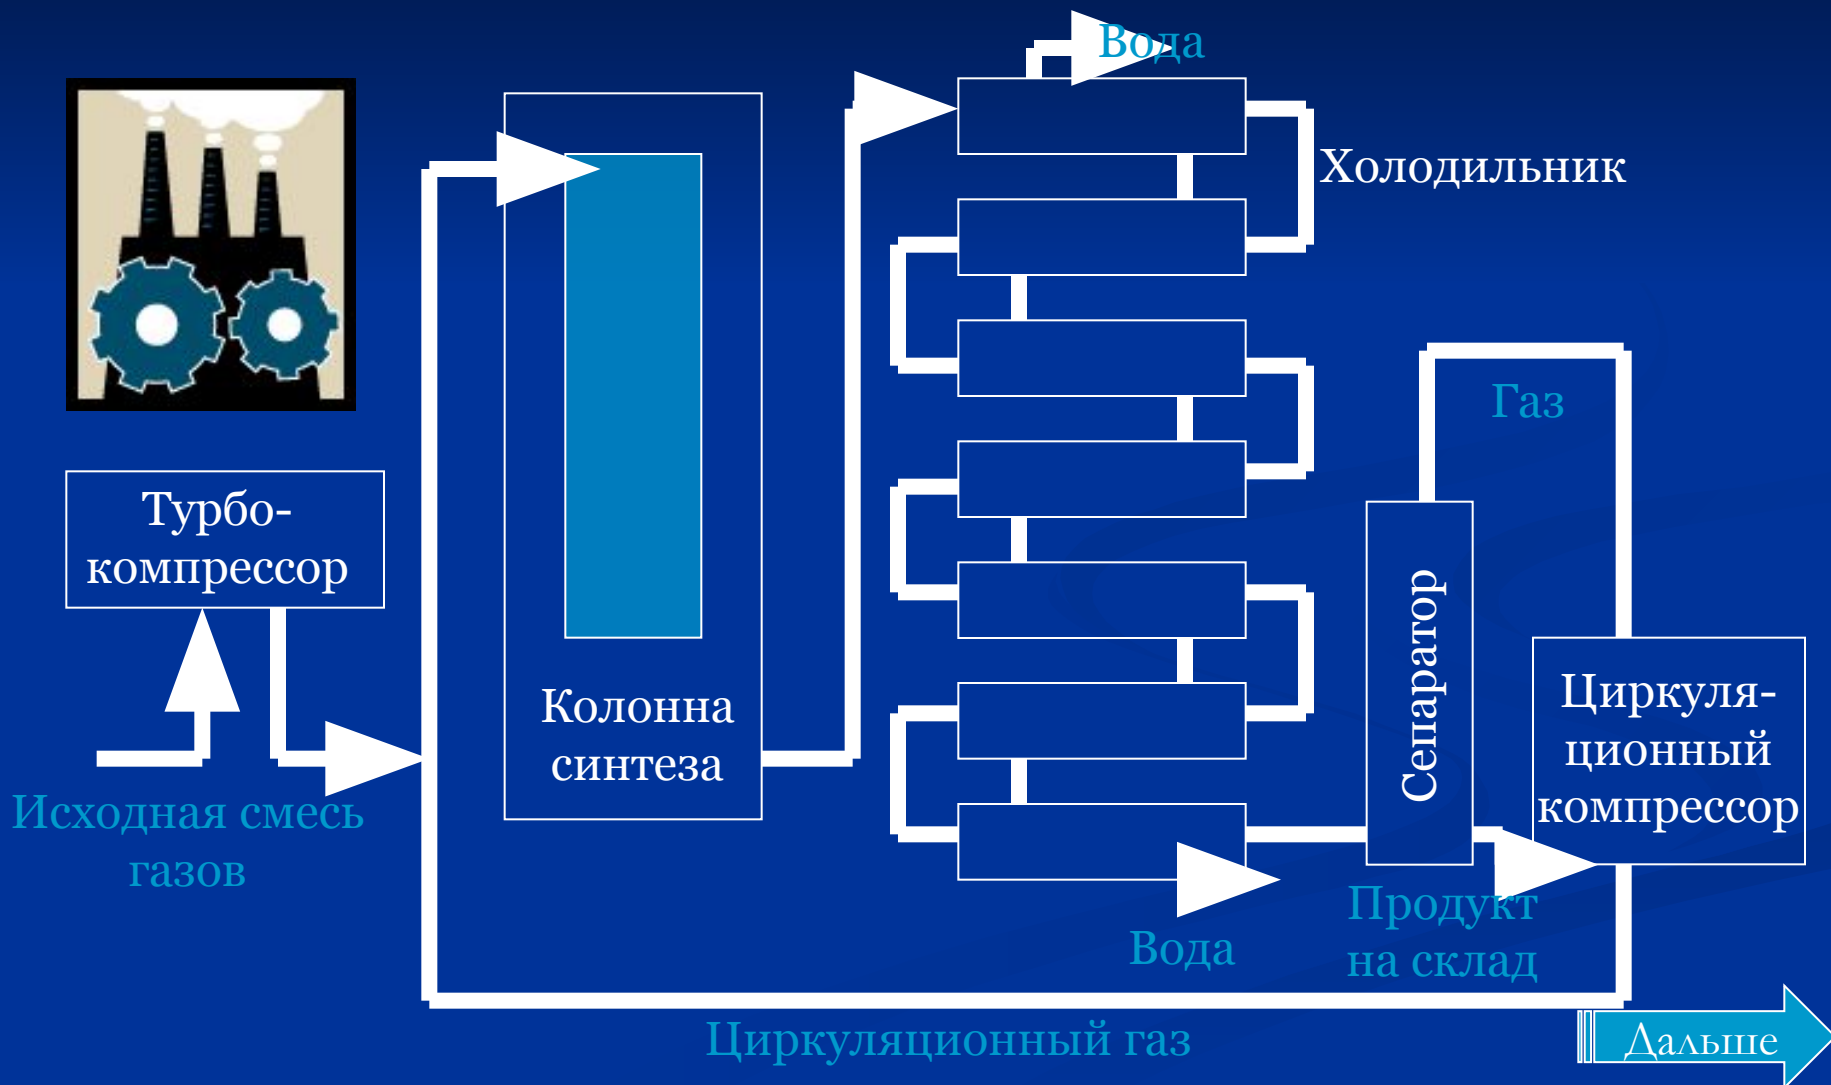 Вода
Холодильник
Газ
Турбо-
компрессор
Исходная смесь
газов
Колонна
синтеза
Сепаратор
Циркуля-
ционный
компрессор
Продукт
на склад
Вода
Циркуляционный газ
Дальше